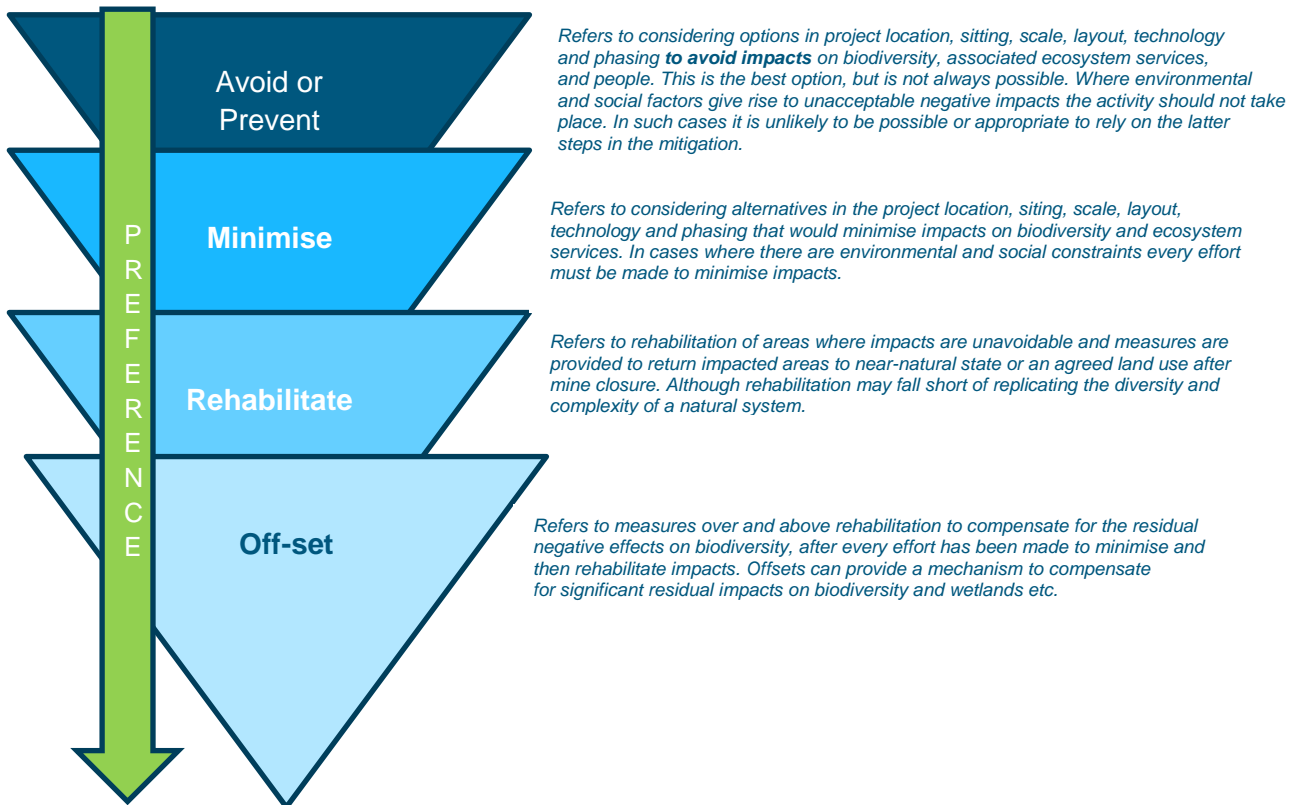 Avoid or
Prevent
Refers to considering options in project location, sitting, scale, layout, technology
and phasing to avoid impacts on biodiversity, associated ecosystem services,
and people. This is the best option, but is not always possible. Where environmental
and social factors give rise to unacceptable negative impacts the activity should not take
place. In such cases it is unlikely to be possible or appropriate to rely on the latter
steps in the mitigation.
PREFERENCE
Minimise
Refers to considering alternatives in the project location, siting, scale, layout,
technology and phasing that would minimise impacts on biodiversity and ecosystem
services. In cases where there are environmental and social constraints every effort
must be made to minimise impacts.
Rehabilitate
Refers to rehabilitation of areas where impacts are unavoidable and measures are
provided to return impacted areas to near-natural state or an agreed land use after
mine closure. Although rehabilitation may fall short of replicating the diversity and
complexity of a natural system.
Off-set
Refers to measures over and above rehabilitation to compensate for the residual
negative effects on biodiversity, after every effort has been made to minimise and
then rehabilitate impacts. Offsets can provide a mechanism to compensate
for significant residual impacts on biodiversity and wetlands etc.